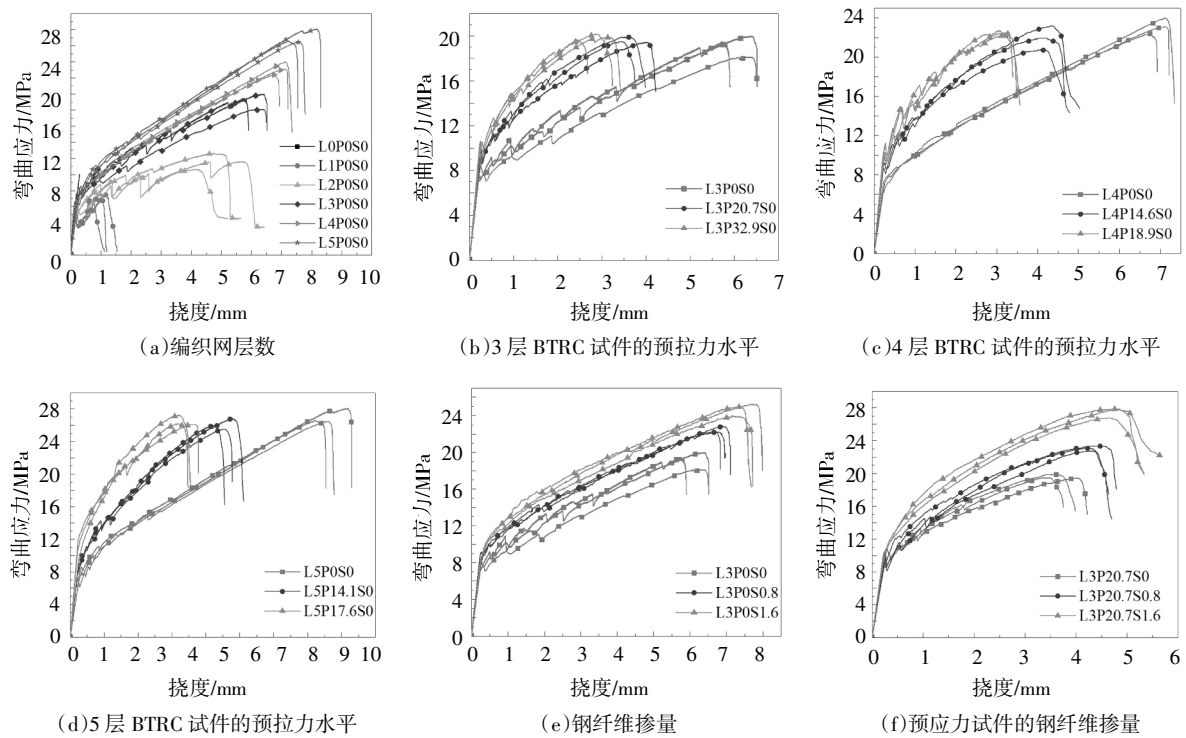 28
24
20
16
12
8
4
0
弯曲应力/MPa
L0P0S0
L1P0S0
L2P0S0
L3P0S0
L4P0S0
L5P0S0
0 1 2 3 4 5 6 7 8 9 10
挠度/mm
(a)编织网层数
24
20
16
12
8
4
0
弯曲应力/MPa
L3P0S0
L3P20.7S0
L3P32.9S0
0 1 2 3 4 5 6 7 8
挠度/mm
(b)3 层 BTRC 试件的预拉力水平
24
20
16
12
8
4
0
弯曲应力/MPa
L4P0S0
L4P14.6S0
L4P18.9S0
0 1 2 3 4 5 6 7
挠度/mm
(c)4 层 BTRC 试件的预拉力水平
28
24
20
16
12
8
4
0
弯曲应力/MPa
L5P0S0
L5P14.1S0
L5P17.6S0
0 1 2 3 4 5 6 7 8 9 10
挠度/mm
(d)5 层 BTRC 试件的预拉力水平
24
20
16
12
8
4
0
弯曲应力/MPa
L3P0S0
L3P0S0.8
L3P0S1.6
0 1 2 3 4 5 6 7 8
挠度/mm
(e)钢纤维掺量
28
24
20
16
12
8
4
0
弯曲应力/MPa
L3P20.7S0
L3P20.7S0.8
L3P20.7S1.6
0 1 2 3 4 5 6
挠度/mm
(f)预应力试件的钢纤维掺量